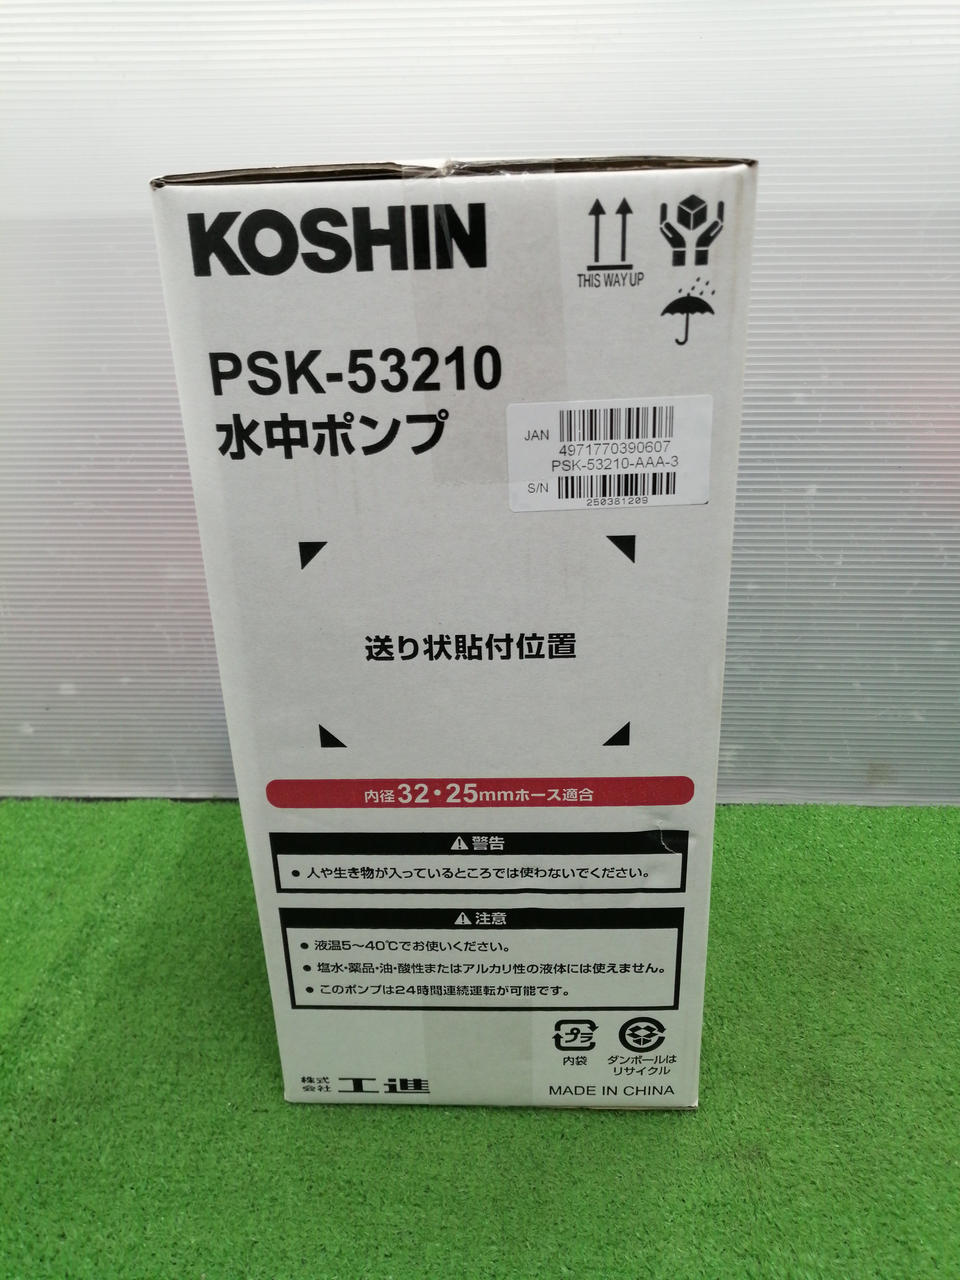 KOSHIN
THIS WAY UP
PSK-53210
水中ポンプ
JAN
4971770390607
PSK-53210-AAA-3
S/N
250381209
送り状貼付位置
内径32・25mmホース適合
警告
● 人や生き物が入っているところでは使わないでください。
注意
● 液温5～40℃でお使いください。
● 塩水・薬品・油・酸性またはアルカリ性の液体には使えません。
● このポンプは24時間連続運転が可能です。
プラ
内袋
ダンボールは
リサイクル
株式会社 工進
MADE IN CHINA